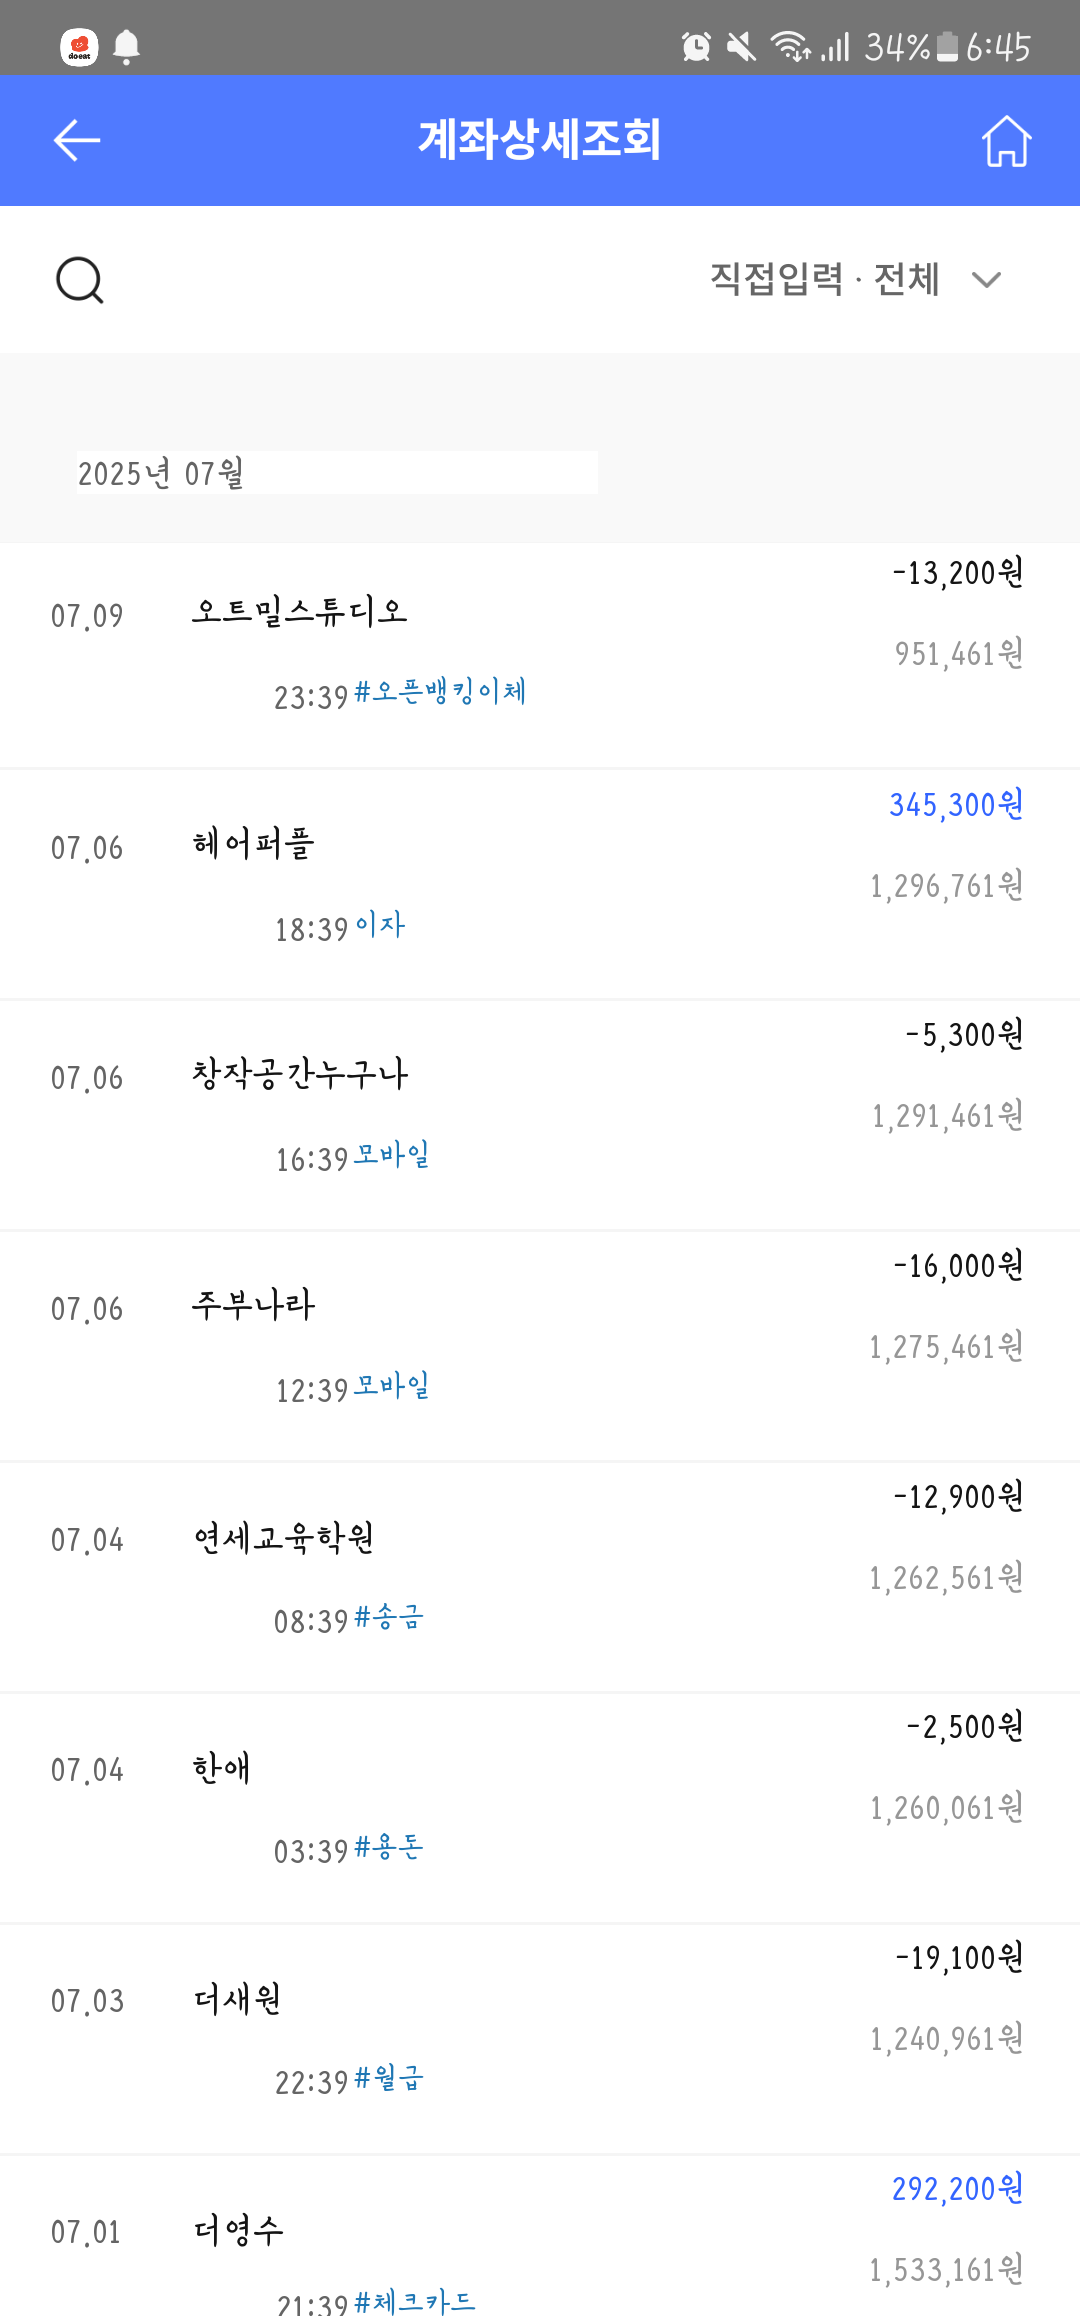 doeat
34% 6:45
계좌상세조회
직접입력 · 전체
2025년 07월
-13,200원
07.09 오트밀스튜디오
951,461원
23:39 #오픈뱅킹이체
345,300원
07.06 헤어퍼플
1,296,761원
18:39 이자
-5,300원
07.06 창작공간누구나
1,291,461원
16:39 모바일
-16,000원
07.06 주부나라
1,275,461원
12:39 모바일
-12,900원
07.04 연세교육학원
1,262,561원
08:39 #송금
-2,500원
07.04 한애
1,260,061원
03:39 #용돈
-19,100원
07.03 더새원
1,240,961원
22:39 #월급
292,200원
07.01 더영수
1,533,161원
21:39 #체크카드